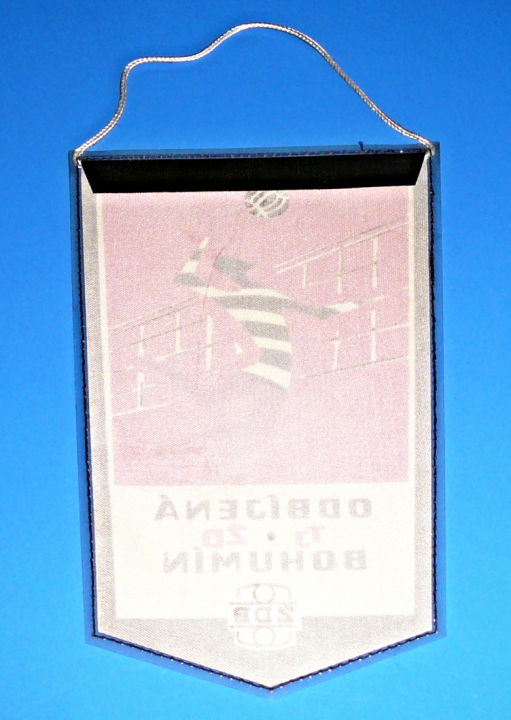 ODBÍJENÁ
TJ • ŽD
BOHUMÍN
ŽDB